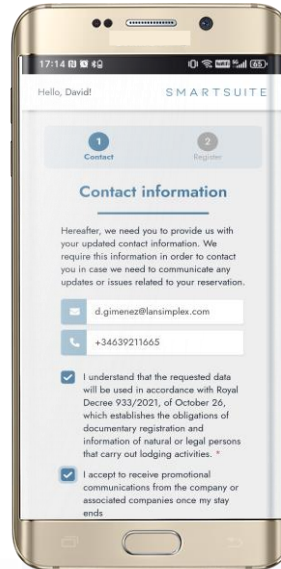 17:14
65
Hello, David!
SMARTSUITE
1
2
Contact
Register
Contact information
Hereafter, we need you to provide us with
your updated contact information. We
require this information in order to contact
you in case we need to communicate any
updates or issues related to your reservation.
d.gimenez@lansimplex.com
+34639211665
I understand that the requested data
will be used in accordance with Royal
Decree 933/2021, of October 26,
which establishes the obligations of
documentary registration and
information of natural or legal persons
that carry out lodging activities. *
I accept to receive promotional
communications from the company or
associated companies once my stay
ends